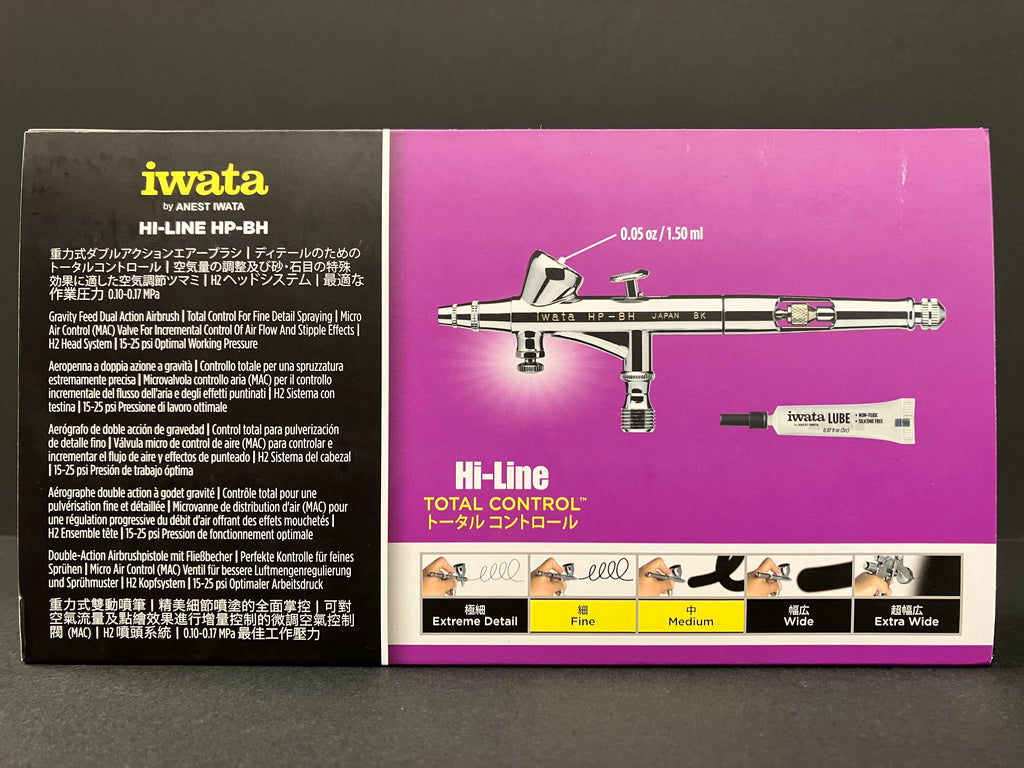 iwata
by ANEST IWATA
HI-LINE HP-BH
重力式ダブルアクションエアーブラシ | ディテールのための
トータルコントロール | 空気量の調整及び砂・石目の特殊
効果に適した空気調節ツマミ | H2 ヘッドシステム | 最適な
作業圧力 0.10-0.17 MPa
Gravity Feed Dual Action Airbrush | Total Control For Fine Detail Spraying | Micro
Air Control (MAC) Valve For Incremental Control Of Air Flow And Stipple Effects |
H2 Head System | 15-25 psi Optimal Working Pressure
Aeropenna a doppia azione a gravità | Controllo totale per una spruzzatura
estremamente precisa | Microvalvola controllo aria (MAC) per il controllo
incrementale del flusso dell'aria e degli effetti puntinati | H2 Sistema con
testina | 15-25 psi Pressione di lavoro ottimale
Aerógrafo de doble acción de gravedad | Control total para pulverización
de detalle fino | Válvula micro de control de aire (MAC) para controlar e
incrementar el flujo de aire y efectos de punteado | H2 Sistema del cabezal
| 15-25 psi Presión de trabajo óptima
Aérographe double action à godet gravité | Contrôle total pour une
pulvérisation fine et détaillée | Microvanne de distribution d'air (MAC) pour
une régulation progressive du débit d'air offrant des effets mouchetés |
H2 Ensemble tête | 15-25 psi Pression de fonctionnement optimale
Double-Action Airbrushpistole mit Fließbecher | Perfekte Kontrolle für feines
Sprühen | Micro Air Control (MAC) Ventil für bessere Luftmengenregulierung
und Sprühmuster | H2 Kopfsystem | 15-25 psi Optimaler Arbeitsdruck
重力式雙動噴筆 | 精美細節噴塗的全面掌控 | 可對
空氣流量及點繪效果進行增量控制的微調空氣控制
閥 (MAC) | H2 噴頭系統 | 0.10-0.17 MPa 最佳工作壓力
0.05 oz / 1.50 ml
iwata HP-BH JAPAN BK
iwata LUBE
by ANEST IWATA
• NON-TOXIC
• SILICONE FREE
0.07 fl oz (2cc)
Hi-Line
TOTAL CONTROL™
トータル コントロール
極細
Extreme Detail
細
Fine
中
Medium
幅広
Wide
超幅広
Extra Wide